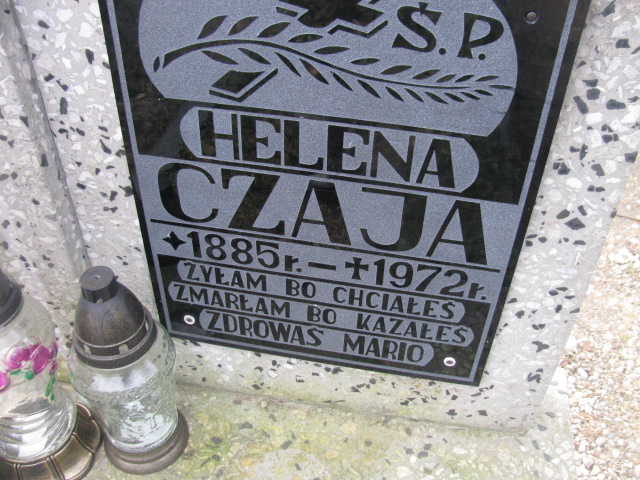 Ś.P.
HELENA
CZAJA
1885r. – 1972r.
ŻYŁAM BO CHCIAŁEŚ
ZMARŁAM BO KAZAŁEŚ
ZDROWAŚ MARIO